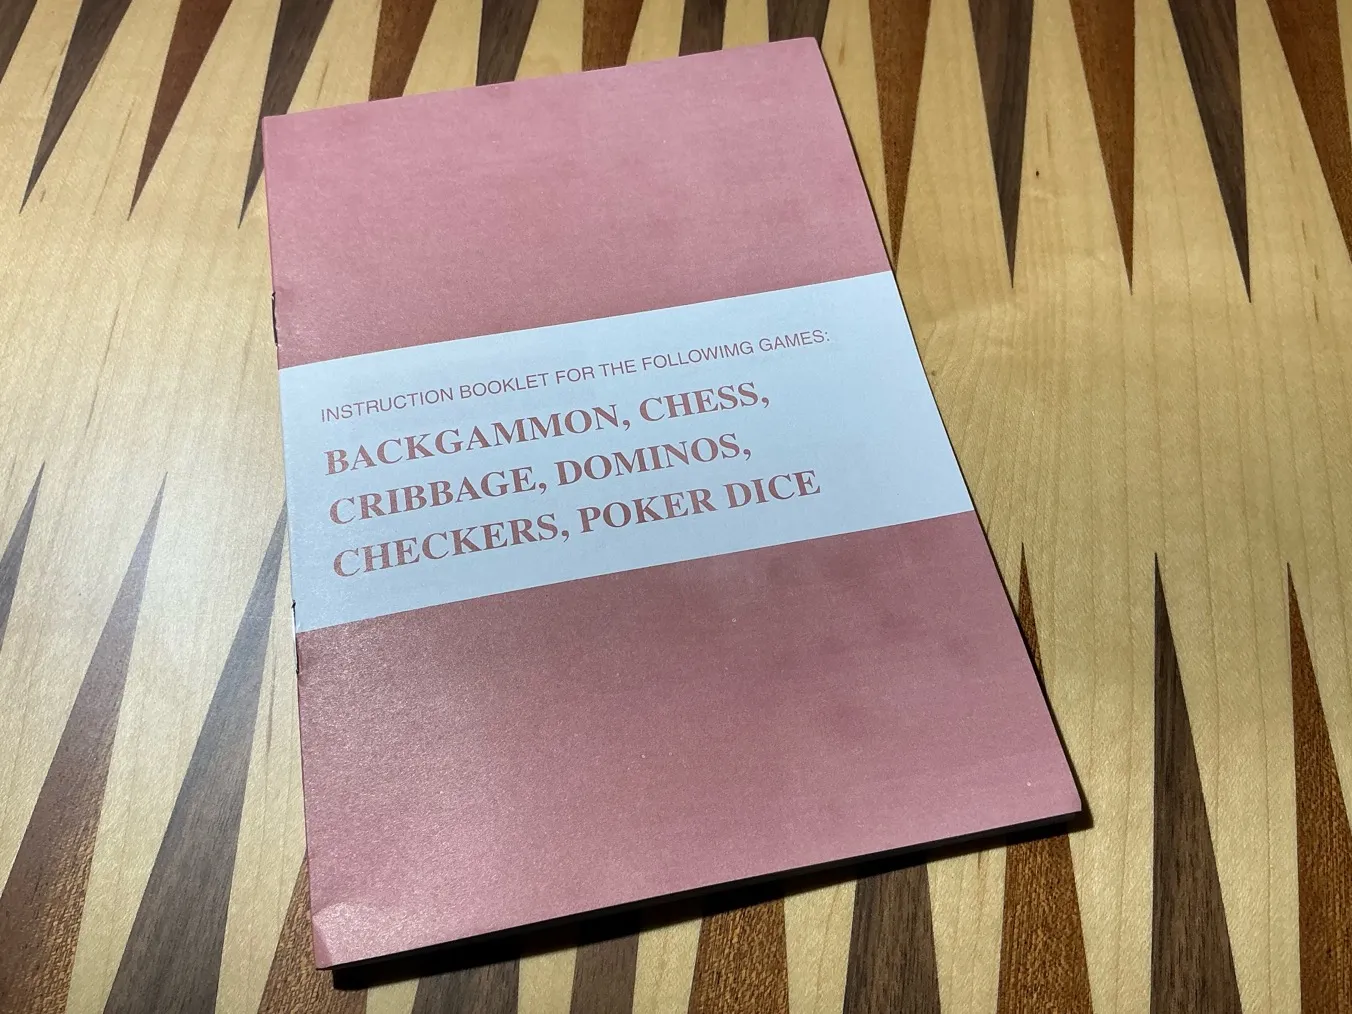 INSTRUCTION BOOKLET FOR THE FOLLOWIMG GAMES:
BACKGAMMON, CHESS,
CRIBBAGE, DOMINOS,
CHECKERS, POKER DICE